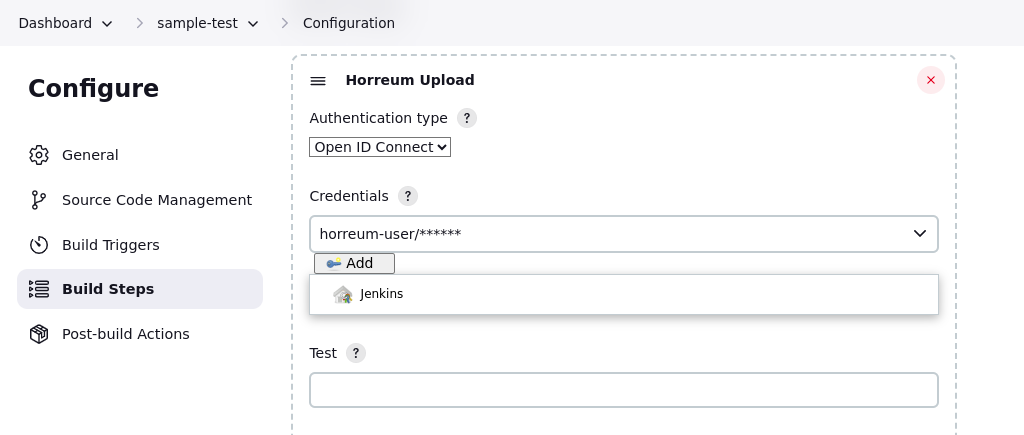 Dashboard sample-test Configuration
Configure
General
Source Code Management
Build Triggers
Build Steps
Post-build Actions
Horreum Upload
Authentication type ?
Open ID Connect
Credentials ?
horreum-user/******
Add
Jenkins
Test ?